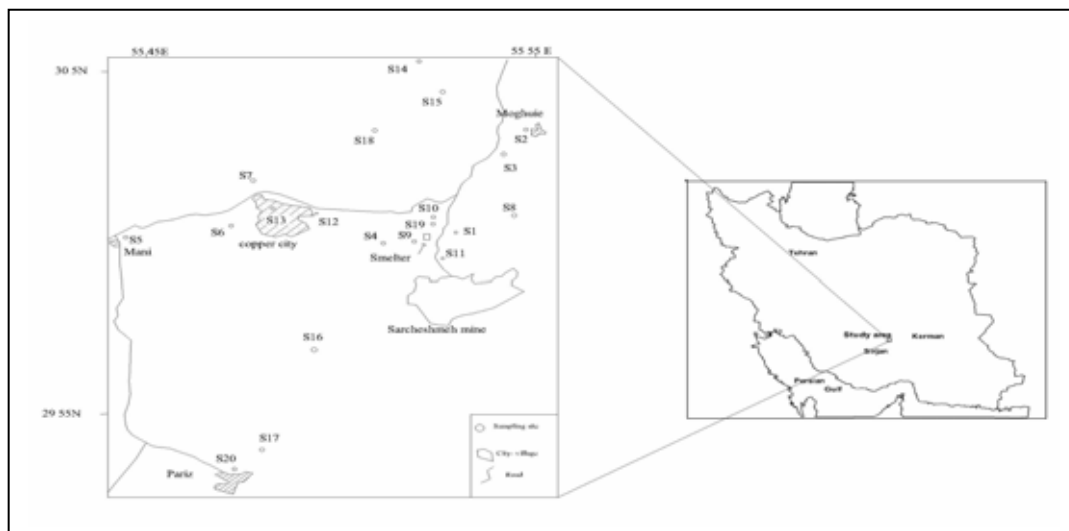 55,45E
55 55 E
30 5N
S14
S15
Moghuie
S2
S18
S3
S7
S8
S10
S13
S12
S19
S1
S6
S5
S4
S9
copper city
Mani
Smelter
S11
Sarcheshmeh mine
S16
29 55N
Sampling site
City-village
Road
S17
S20
Pariz
Tehran
Study area
Kerman
Sirjan
Persian
Gulf